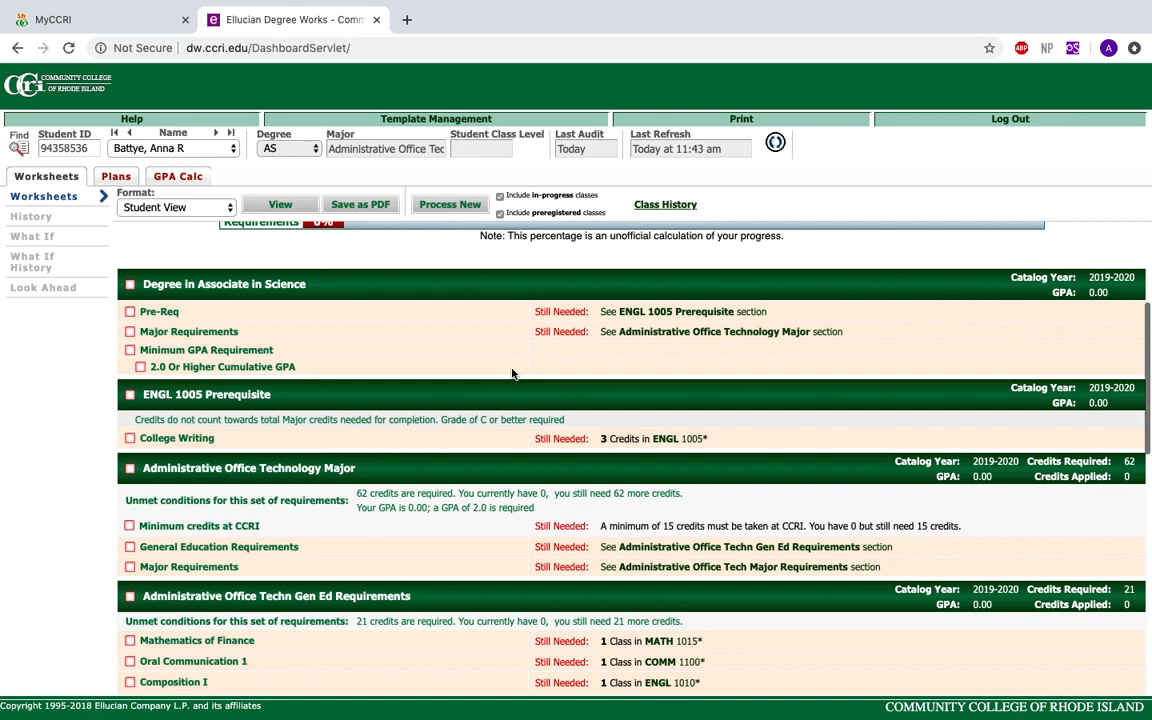 MyCCRI
Ellucian Degree Works - Comm
Not Secure | dw.ccri.edu/DashboardServlet/
ABP NP A
CCRI COMMUNITY COLLEGE
OF RHODE ISLAND
Help Template Management Print Log Out
Find Student ID Name Degree Major Student Class Level Last Audit Last Refresh
94358536 Battye, Anna R AS Administrative Office Tec Today Today at 11:43 am
Worksheets Plans GPA Calc
Worksheets
History
What If
What If
History
Look Ahead
Format:
Student View View Save as PDF Process New Include in-progress classes
Include preregistered classes
Class History
Requirements 0%
Note: This percentage is an unofficial calculation of your progress.
Degree in Associate in Science Catalog Year: 2019-2020
GPA: 0.00
Pre-Req Still Needed: See ENGL 1005 Prerequisite section
Major Requirements Still Needed: See Administrative Office Technology Major section
Minimum GPA Requirement
2.0 Or Higher Cumulative GPA
ENGL 1005 Prerequisite Catalog Year: 2019-2020
GPA: 0.00
Credits do not count towards total Major credits needed for completion. Grade of C or better required
College Writing Still Needed: 3 Credits in ENGL 1005*
Administrative Office Technology Major Catalog Year: 2019-2020 Credits Required: 62
GPA: 0.00 Credits Applied: 0
Unmet conditions for this set of requirements: 62 credits are required. You currently have 0, you still need 62 more credits.
Your GPA is 0.00; a GPA of 2.0 is required
Minimum credits at CCRI Still Needed: A minimum of 15 credits must be taken at CCRI. You have 0 but still need 15 credits.
General Education Requirements Still Needed: See Administrative Office Techn Gen Ed Requirements section
Major Requirements Still Needed: See Administrative Office Tech Major Requirements section
Administrative Office Techn Gen Ed Requirements Catalog Year: 2019-2020 Credits Required: 21
GPA: 0.00 Credits Applied: 0
Unmet conditions for this set of requirements: 21 credits are required. You currently have 0, you still need 21 more credits.
Mathematics of Finance Still Needed: 1 Class in MATH 1015*
Oral Communication 1 Still Needed: 1 Class in COMM 1100*
Composition I Still Needed: 1 Class in ENGL 1010*
Copyright 1995-2018 Ellucian Company L.P. and its affiliates COMMUNITY COLLEGE OF RHODE ISLAND